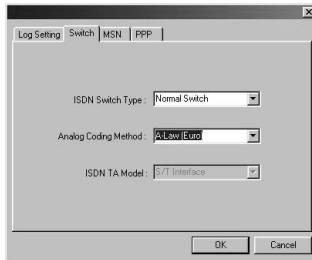 Log Setting Switch MSN PPP
ISDN Switch Type : Normal Switch
Analog Coding Method : A-Law (Euro)
ISDN TA Model : S/T Interface
OK Cancel